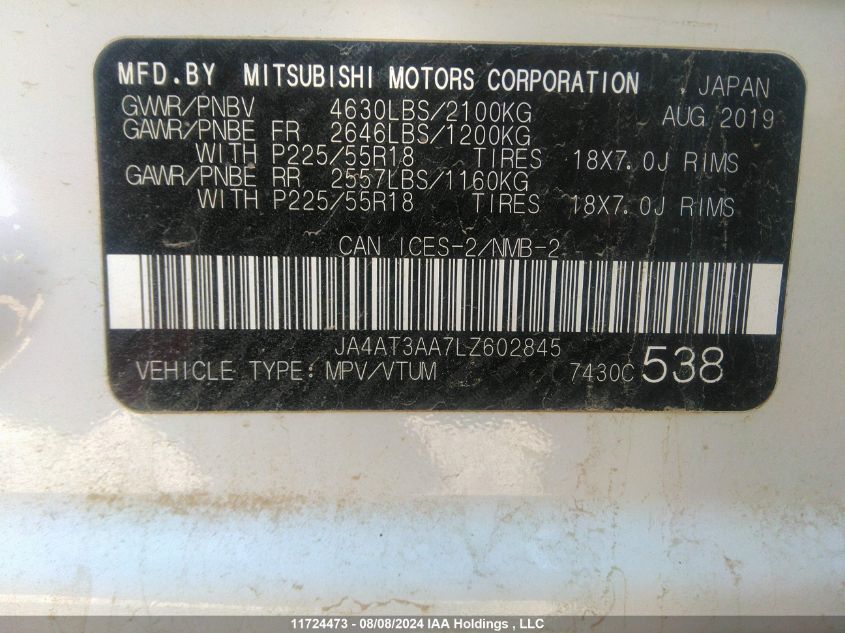 MFD.BY MITSUBISHI MOTORS CORPORATION JAPAN
GVWR/PNBV 4630LBS/2100KG AUG 2019
GAWR/PNBE FR 2646LBS/1200KG
WITH P225/55R18 TIRES 18X7.0J RIMS
GAWR/PNBE RR 2557LBS/1160KG
WITH P225/55R18 TIRES 18X7.0J RIMS
CAN ICES-2/NMB-2
JA4AT3AA7LZ602845
VEHICLE TYPE: MPV/VTUM 7430C 538
11724473 - 08/08/2024 IAA Holdings , LLC